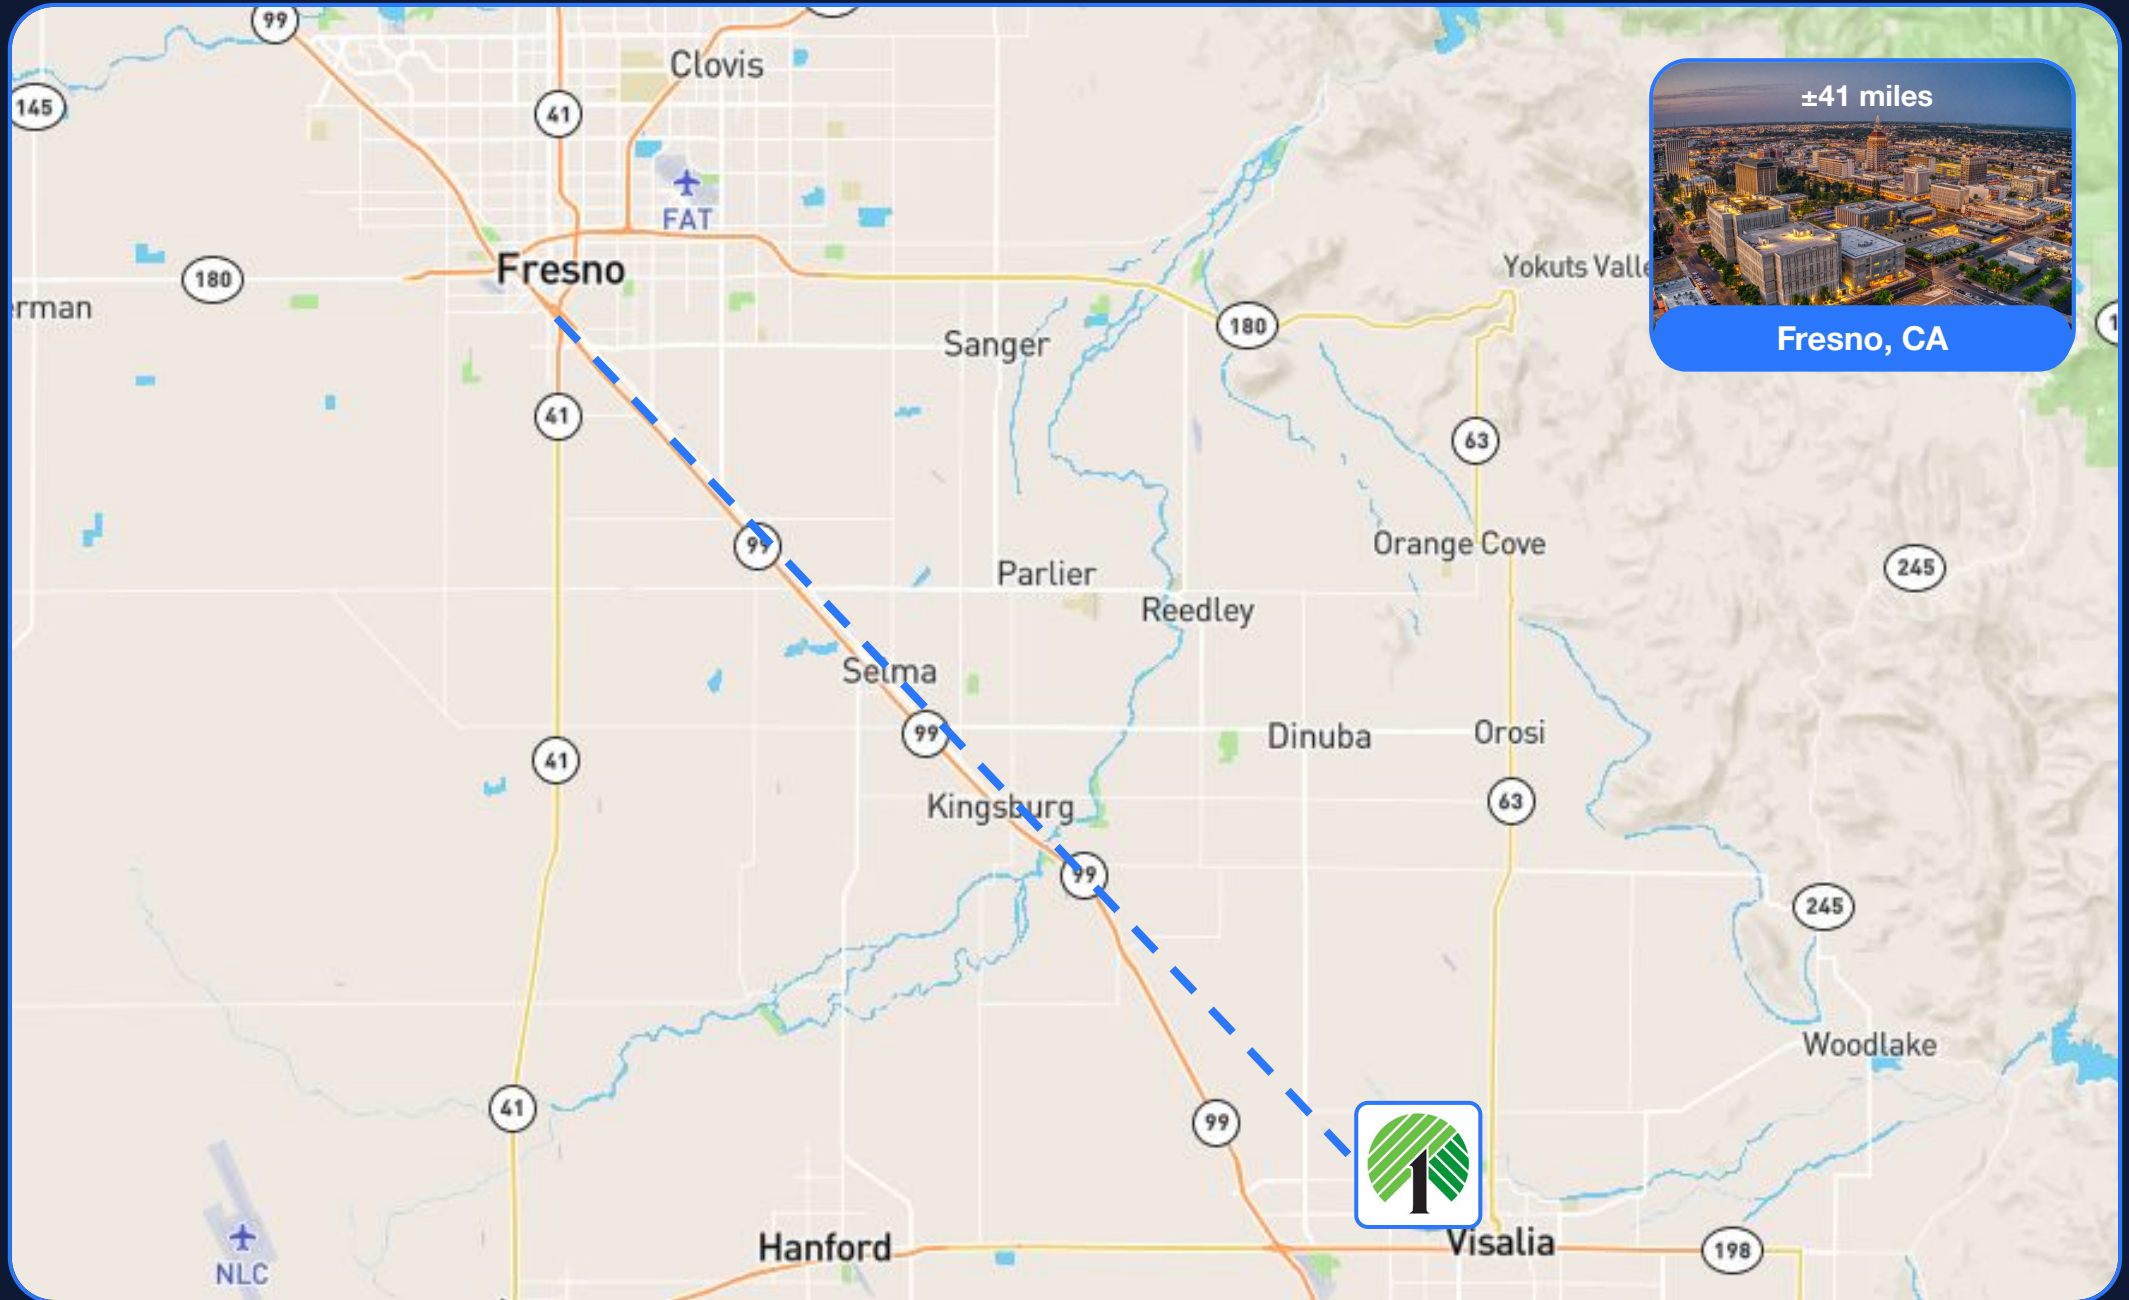 99
Clovis
145
41
±41 miles
FAT
180
Fresno
Yokuts Valle
erman
Sanger
180
Fresno, CA
41
63
99
Orange Cove
245
Parlier
Reedley
Selma
99
Dinuba
Orosi
41
Kingsburg
63
99
245
Woodlake
41
99
1
NLC
Hanford
Visalia
198